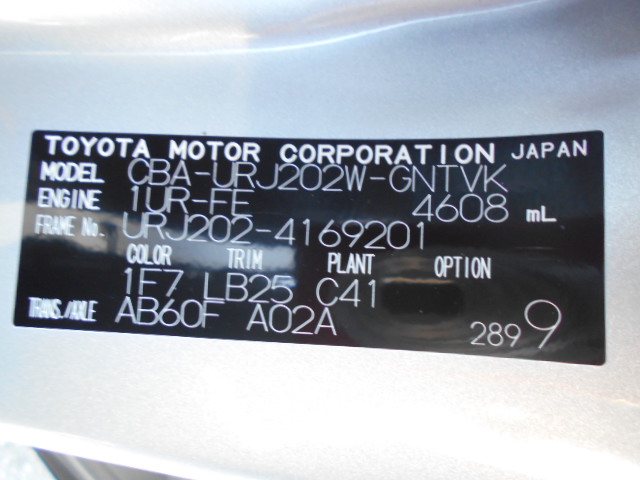 TOYOTA MOTOR CORPORATION JAPAN
MODEL CBA-URJ202W-GNTVK
ENGINE 1UR-FE 4608 mL
FRAME No. URJ202-4169201
COLOR TRIM PLANT OPTION
1F7 LB25 C41
TRANS./AXLE AB60F A02A
2899